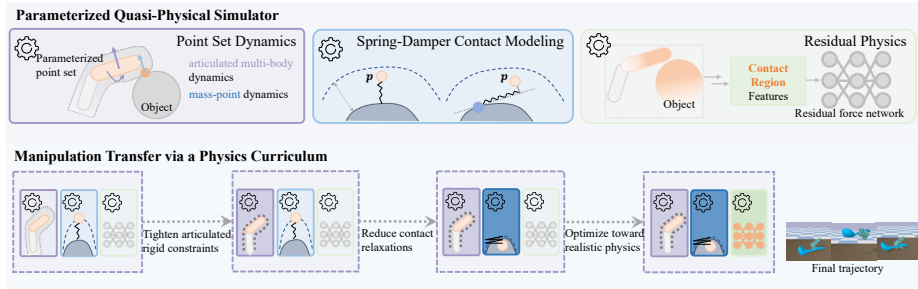 Parameterized Quasi-Physical Simulator
Point Set Dynamics
Parameterized
point set
articulated multi-body
dynamics
mass-point dynamics
Object
Spring-Damper Contact Modeling
p
p
Residual Physics
Object
Contact
Region
Features
Residual force network
Manipulation Transfer via a Physics Curriculum
Tighten articulated
rigid constraints
Reduce contact
relaxations
Optimize toward
realistic physics
Final trajectory